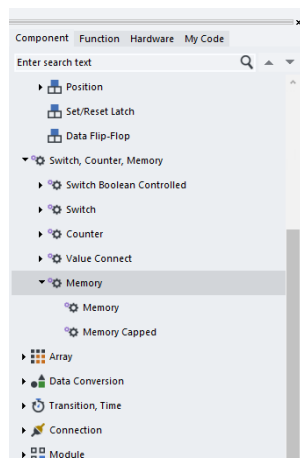 Component Function Hardware My Code
Enter search text
Position
Set/Reset Latch
Data Flip-Flop
Switch, Counter, Memory
Switch Boolean Controlled
Switch
Counter
Value Connect
Memory
Memory
Memory Capped
Array
Data Conversion
Transition, Time
Connection
Module